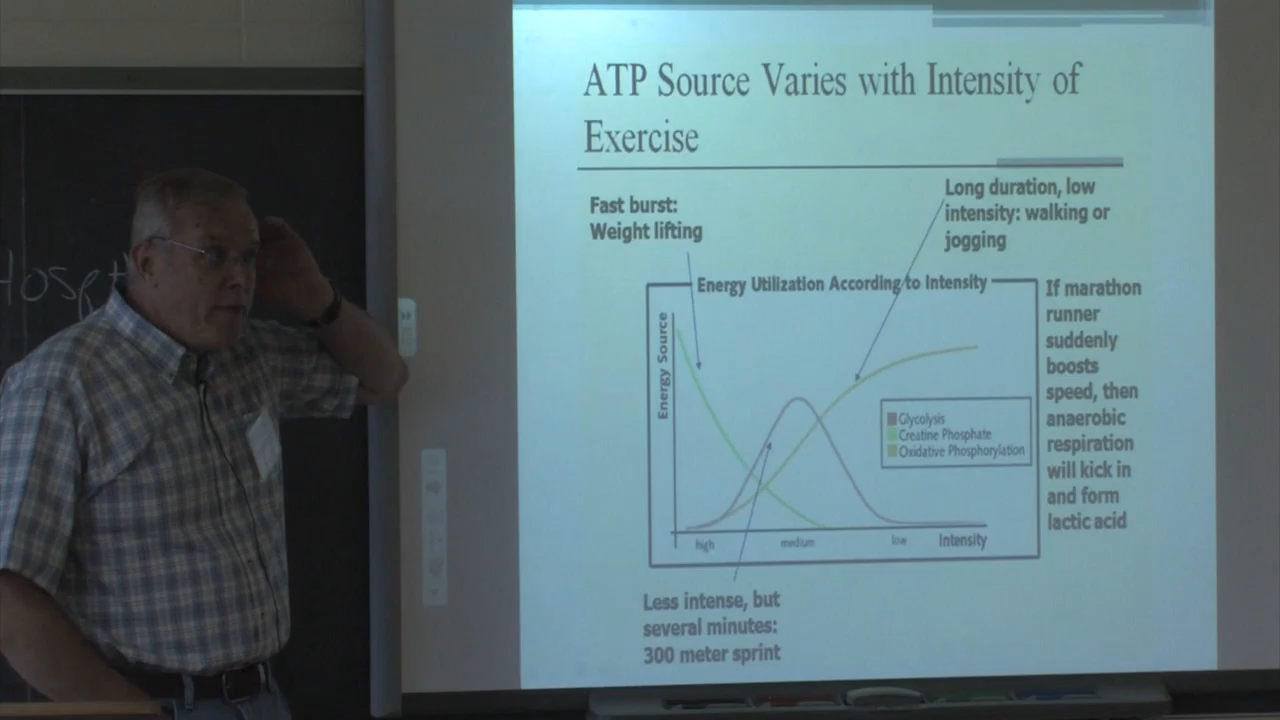 ATP Source Varies with Intensity of
Exercise
Fast burst:
Weight lifting
Long duration, low
intensity: walking or
jogging
Energy Utilization According to Intensity
Energy Source
Glycolysis
Creatine Phosphate
Oxidative Phosphorylation
high
medium
low
Intensity
If marathon
runner
suddenly
boosts
speed, then
anaerobic
respiration
will kick in
and form
lactic acid
Less intense, but
several minutes:
300 meter sprint